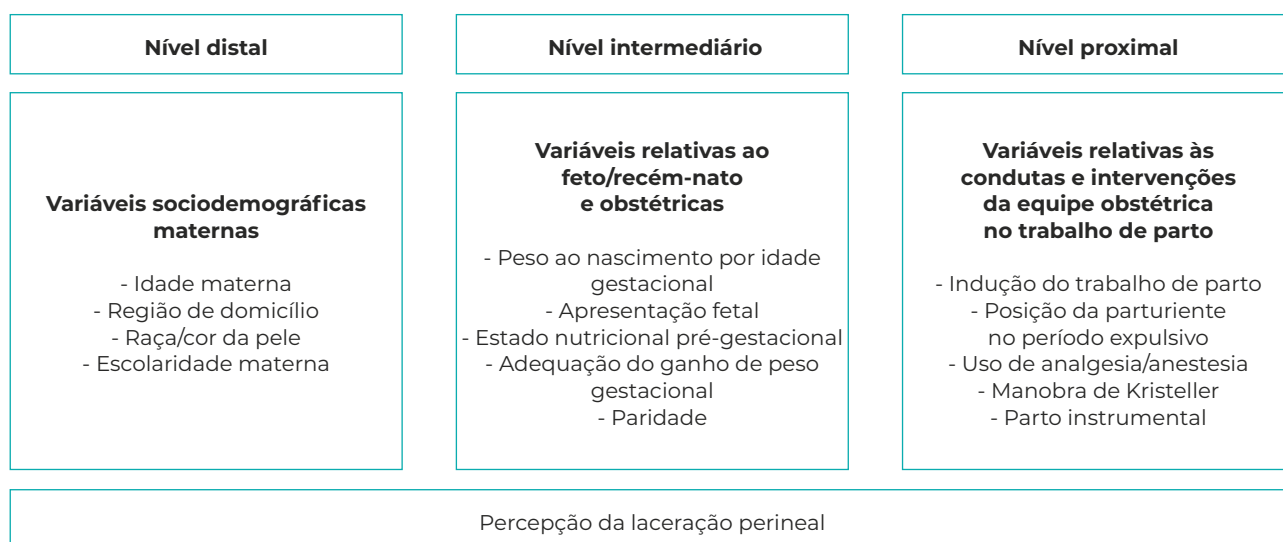 Nível distal
Nível intermediário
Nível proximal
Variáveis sociodemográficas
maternas
- Idade materna
- Região de domicílio
- Raça/cor da pele
- Escolaridade materna
Variáveis relativas ao
feto/recém-nato
e obstétricas
- Peso ao nascimento por idade
gestacional
- Apresentação fetal
- Estado nutricional pré-gestacional
- Adequação do ganho de peso
gestacional
- Paridade
Variáveis relativas às
condutas e intervenções
da equipe obstétrica
no trabalho de parto
- Indução do trabalho de parto
- Posição da parturiente
no período expulsivo
- Uso de analgesia/anestesia
- Manobra de Kristeller
- Parto instrumental
Percepção da laceração perineal